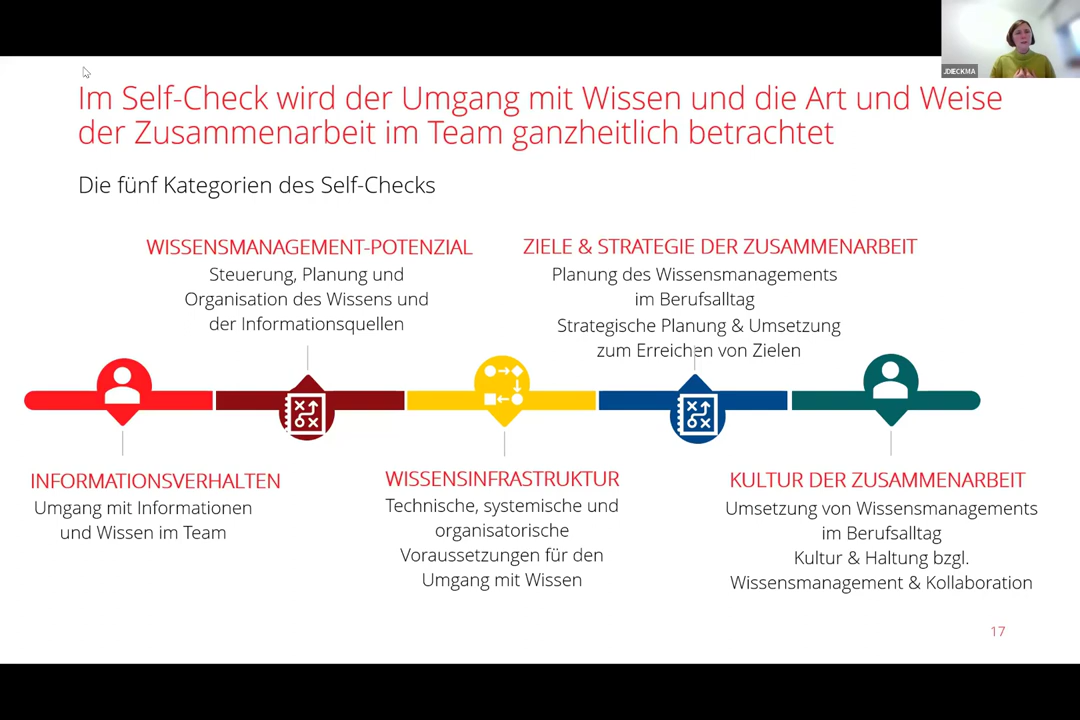 JDIECKMA
Im Self-Check wird der Umgang mit Wissen und die Art und Weise
der Zusammenarbeit im Team ganzheitlich betrachtet
Die fünf Kategorien des Self-Checks
WISSENSMANAGEMENT-POTENZIAL
Steuerung, Planung und
Organisation des Wissens und
der Informationsquellen
ZIELE & STRATEGIE DER ZUSAMMENARBEIT
Planung des Wissensmanagements
im Berufsalltag
Strategische Planung & Umsetzung
zum Erreichen von Zielen
INFORMATIONSVERHALTEN
Umgang mit Informationen
und Wissen im Team
WISSENSINFRASTRUKTUR
Technische, systemische und
organisatorische
Voraussetzungen für den
Umgang mit Wissen
KULTUR DER ZUSAMMENARBEIT
Umsetzung von Wissensmanagements
im Berufsalltag
Kultur & Haltung bzgl.
Wissensmanagement & Kollaboration
17